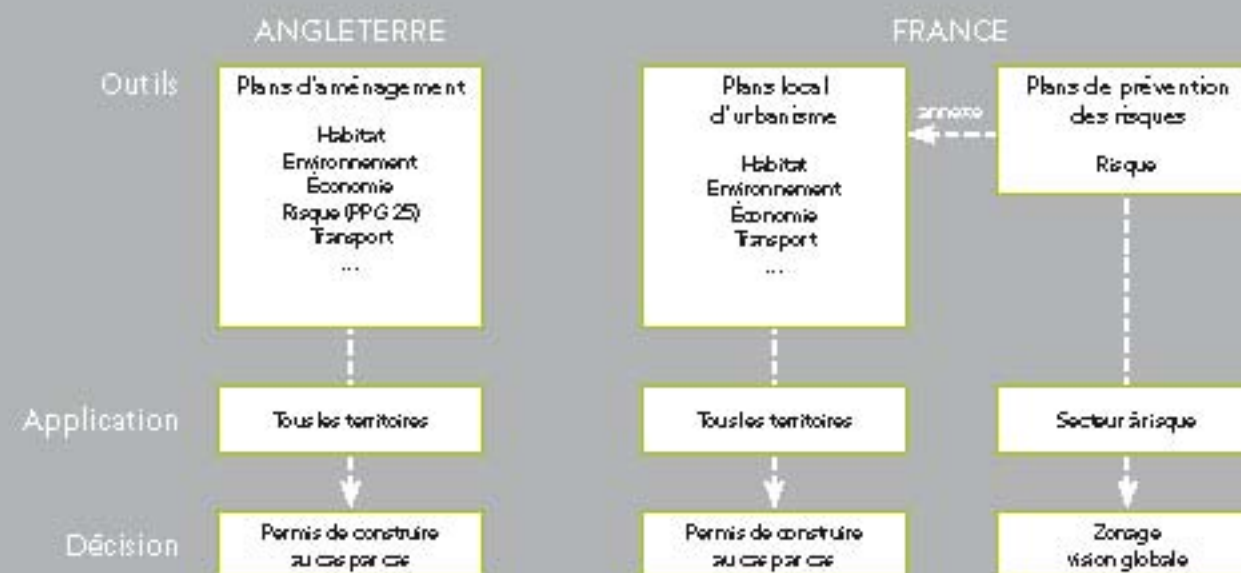 ANGLETERRE
FRANCE
Outils
Plans d'aménagement
Habitat
Environnement
Économie
Risque (PPG 25)
Transport
...
Plans local
d'urbanisme
Habitat
Environnement
Économie
Transport
...
annexe
Plans de prévention
des risques
Risque
Application
Tous les territoires
Tous les territoires
Secteur à risque
Décision
Permis de construire
au cas par cas
Permis de construire
au cas par cas
Zonage
vision globale